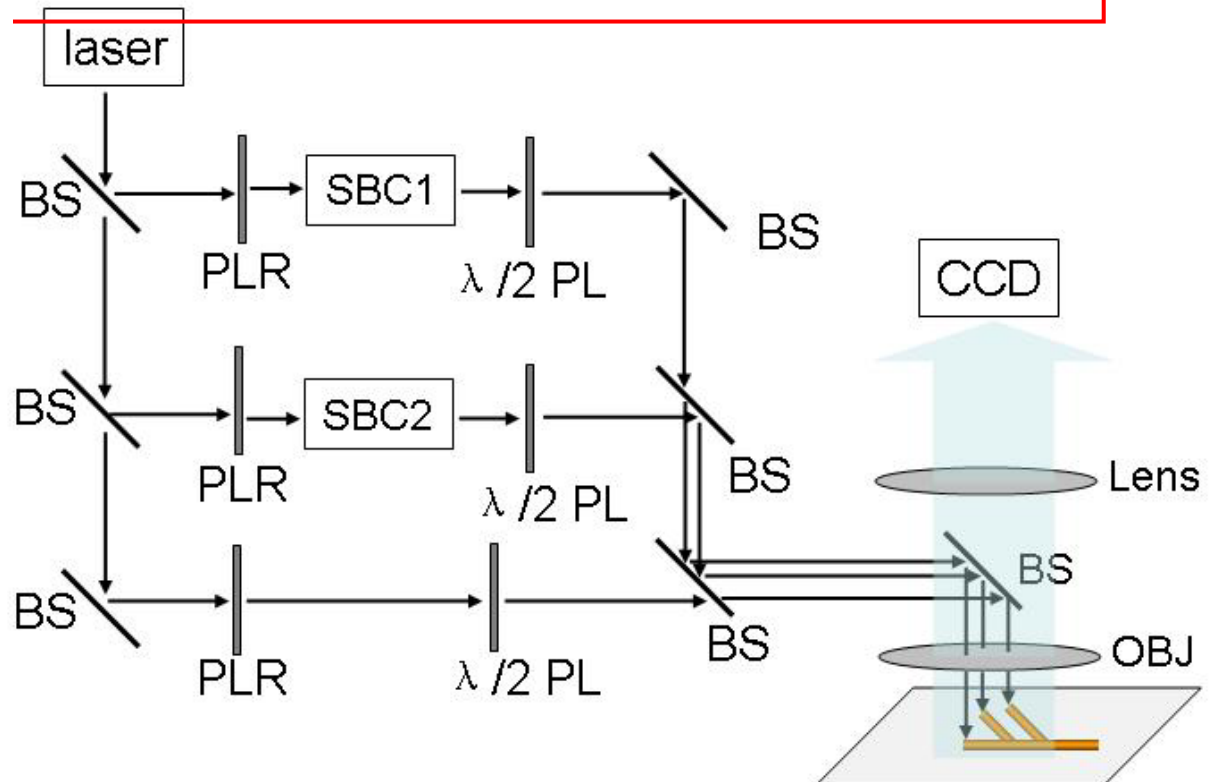 laser
BS
PLR
SBC1
λ/2 PL
BS
CCD
BS
PLR
SBC2
λ/2 PL
BS
Lens
BS
BS
PLR
λ/2 PL
BS
OBJ